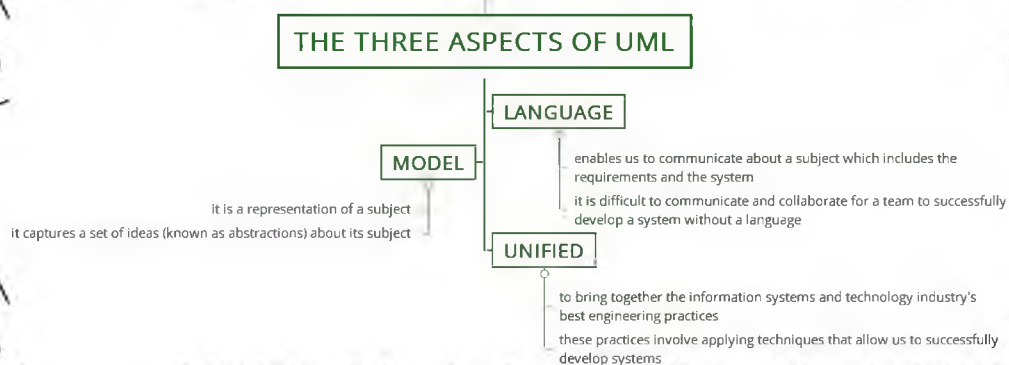 THE THREE ASPECTS OF UML
LANGUAGE
enables us to communicate about a subject which includes the
requirements and the system
it is difficult to communicate and collaborate for a team to successfully
develop a system without a language
MODEL
it is a representation of a subject
it captures a set of ideas (known as abstractions) about its subject
UNIFIED
to bring together the information systems and technology industry's
best engineering practices
these practices involve applying techniques that allow us to successfully
develop systems